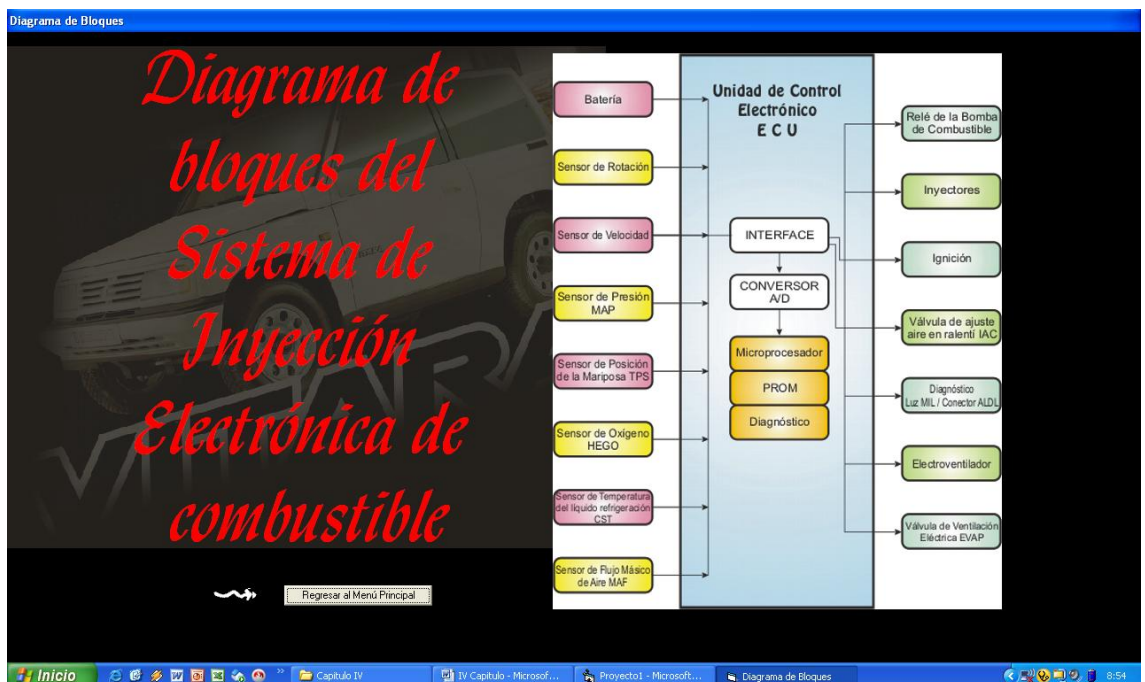 Diagrama de Bloques
Diagrama de
bloques del
Sistema de
Inyección
Electrónica de
combustible
VITARA
Regresar al Menú Principal
Batería
Sensor de Rotación
Sensor de Velocidad
Sensor de Presión
MAP
Sensor de Posición
de la Mariposa TPS
Sensor de Oxígeno
HEGO
Sensor de Temperatura
del líquido refrigeración
CST
Sensor de Flujo Másico
de Aire MAF
Unidad de Control
Electrónico
E C U
INTERFACE
CONVERSOR
A/D
Microprocesador
PROM
Diagnóstico
Relé de la Bomba
de Combustible
Inyectores
Ignición
Válvula de ajuste
aire en ralentí IAC
Diagnóstico
Luz MIL / Conector ALDL
Electroventilador
Válvula de Ventilación
Eléctrica EVAP
Inicio
Capitulo IV
IV Capitulo - Microsof...
Proyecto1 - Microsoft...
Diagrama de Bloques
8:54